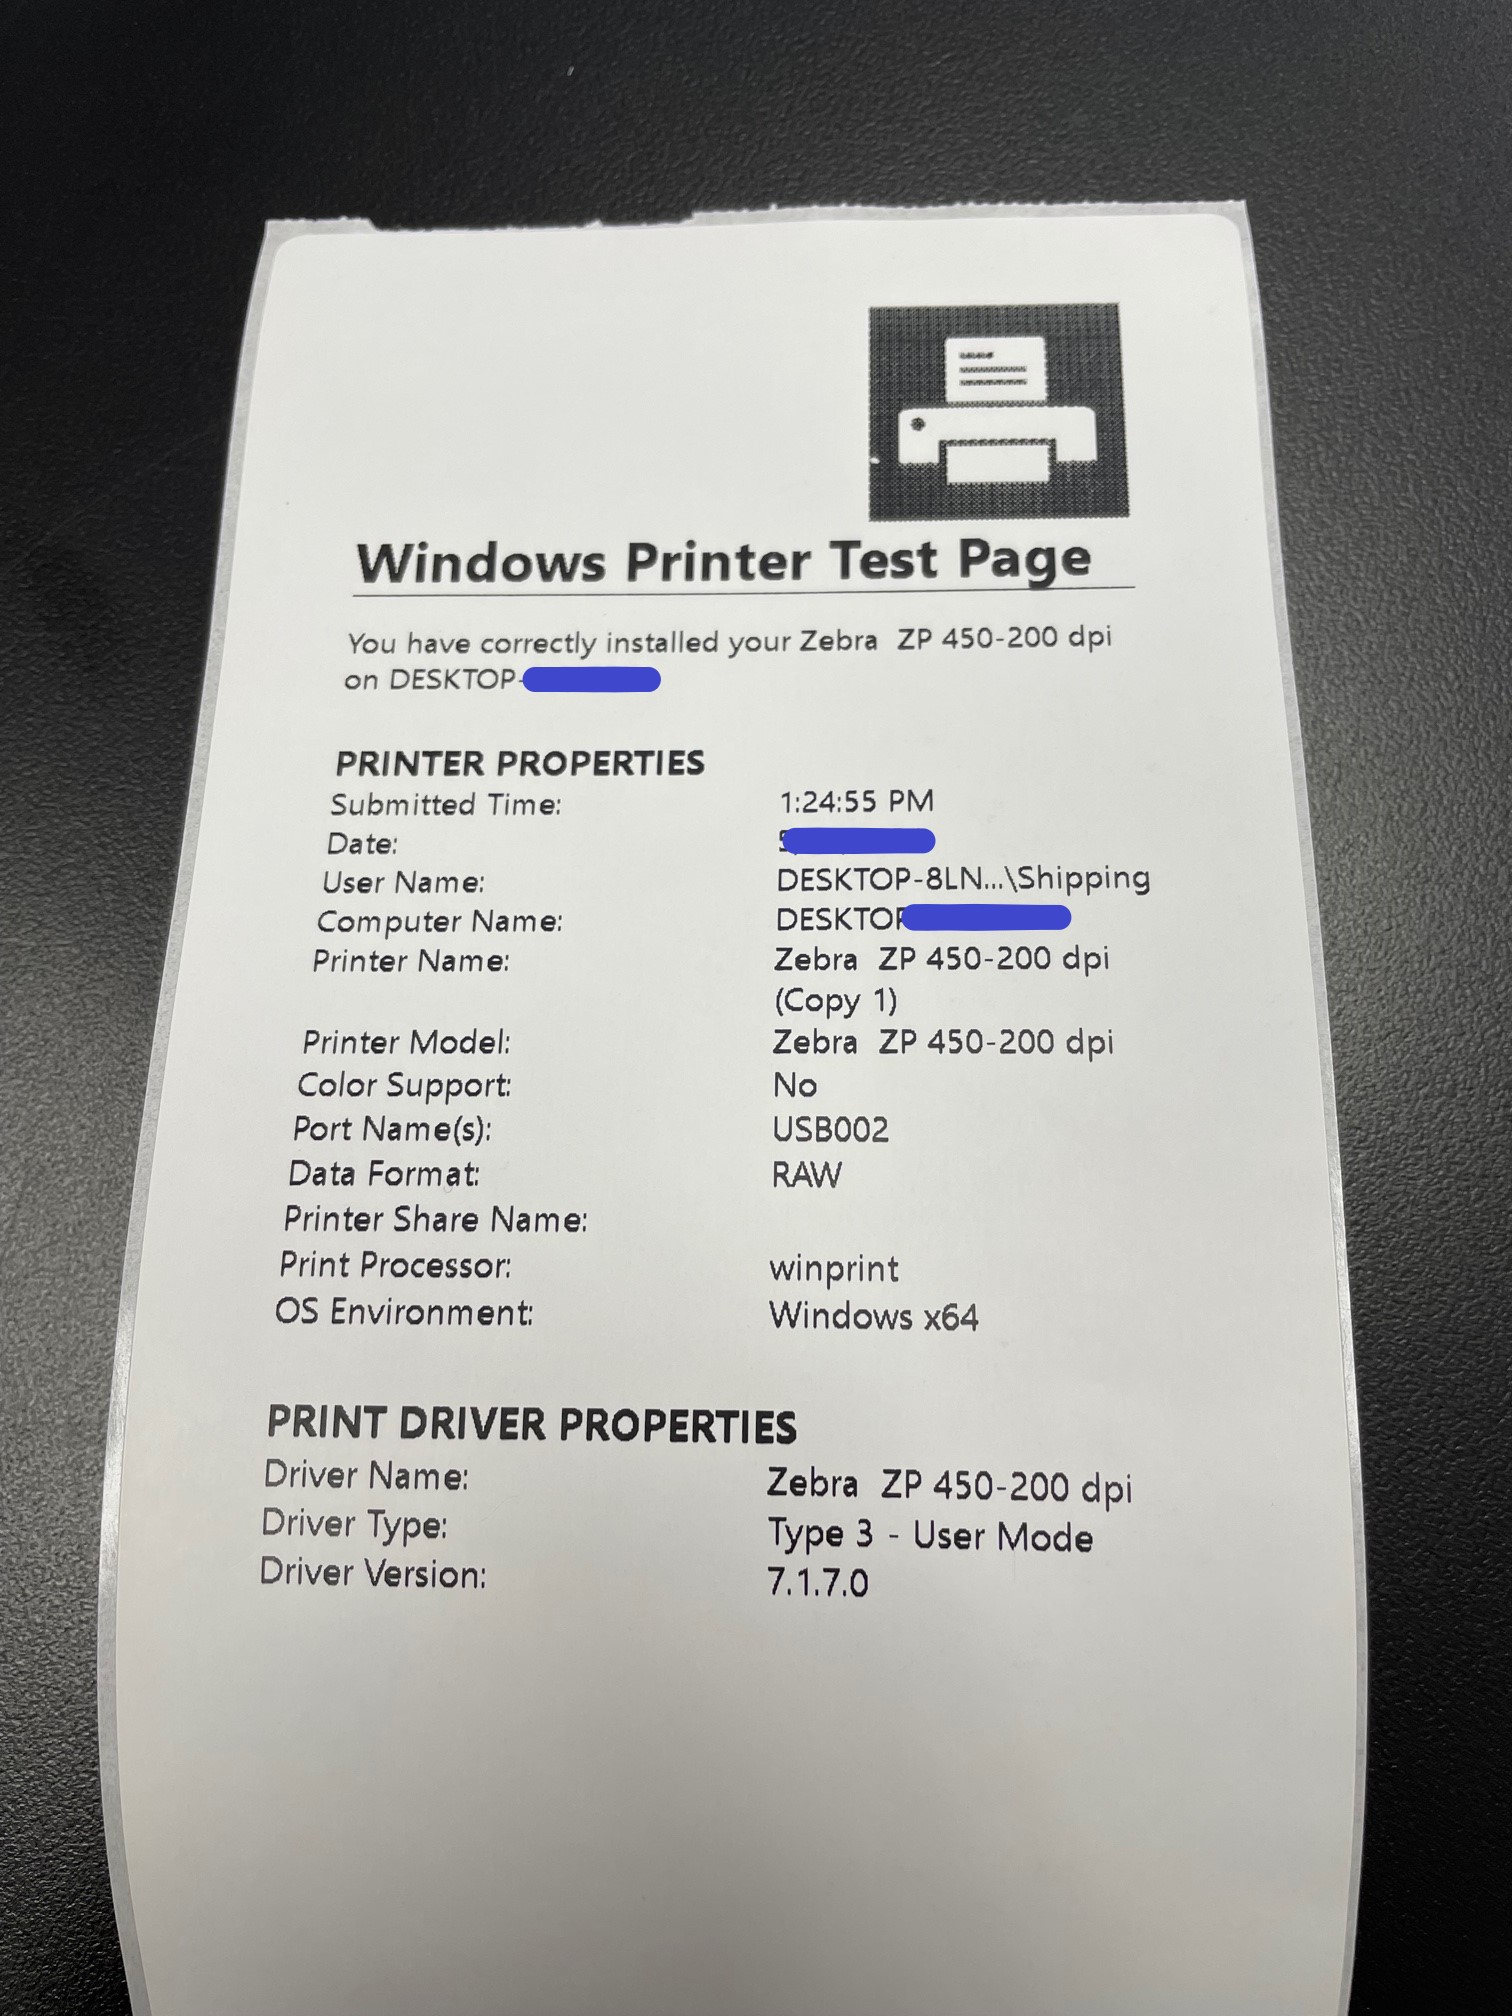 Windows Printer Test Page
You have correctly installed your Zebra ZP 450-200 dpi
on DESKTOP-
PRINTER PROPERTIES
Submitted Time: 1:24:55 PM
Date:
User Name: DESKTOP-8LN...\Shipping
Computer Name: DESKTOP
Printer Name: Zebra ZP 450-200 dpi
(Copy 1)
Printer Model: Zebra ZP 450-200 dpi
Color Support: No
Port Name(s): USB002
Data Format: RAW
Printer Share Name:
Print Processor: winprint
OS Environment: Windows x64
PRINT DRIVER PROPERTIES
Driver Name: Zebra ZP 450-200 dpi
Driver Type: Type 3 - User Mode
Driver Version: 7.1.7.0